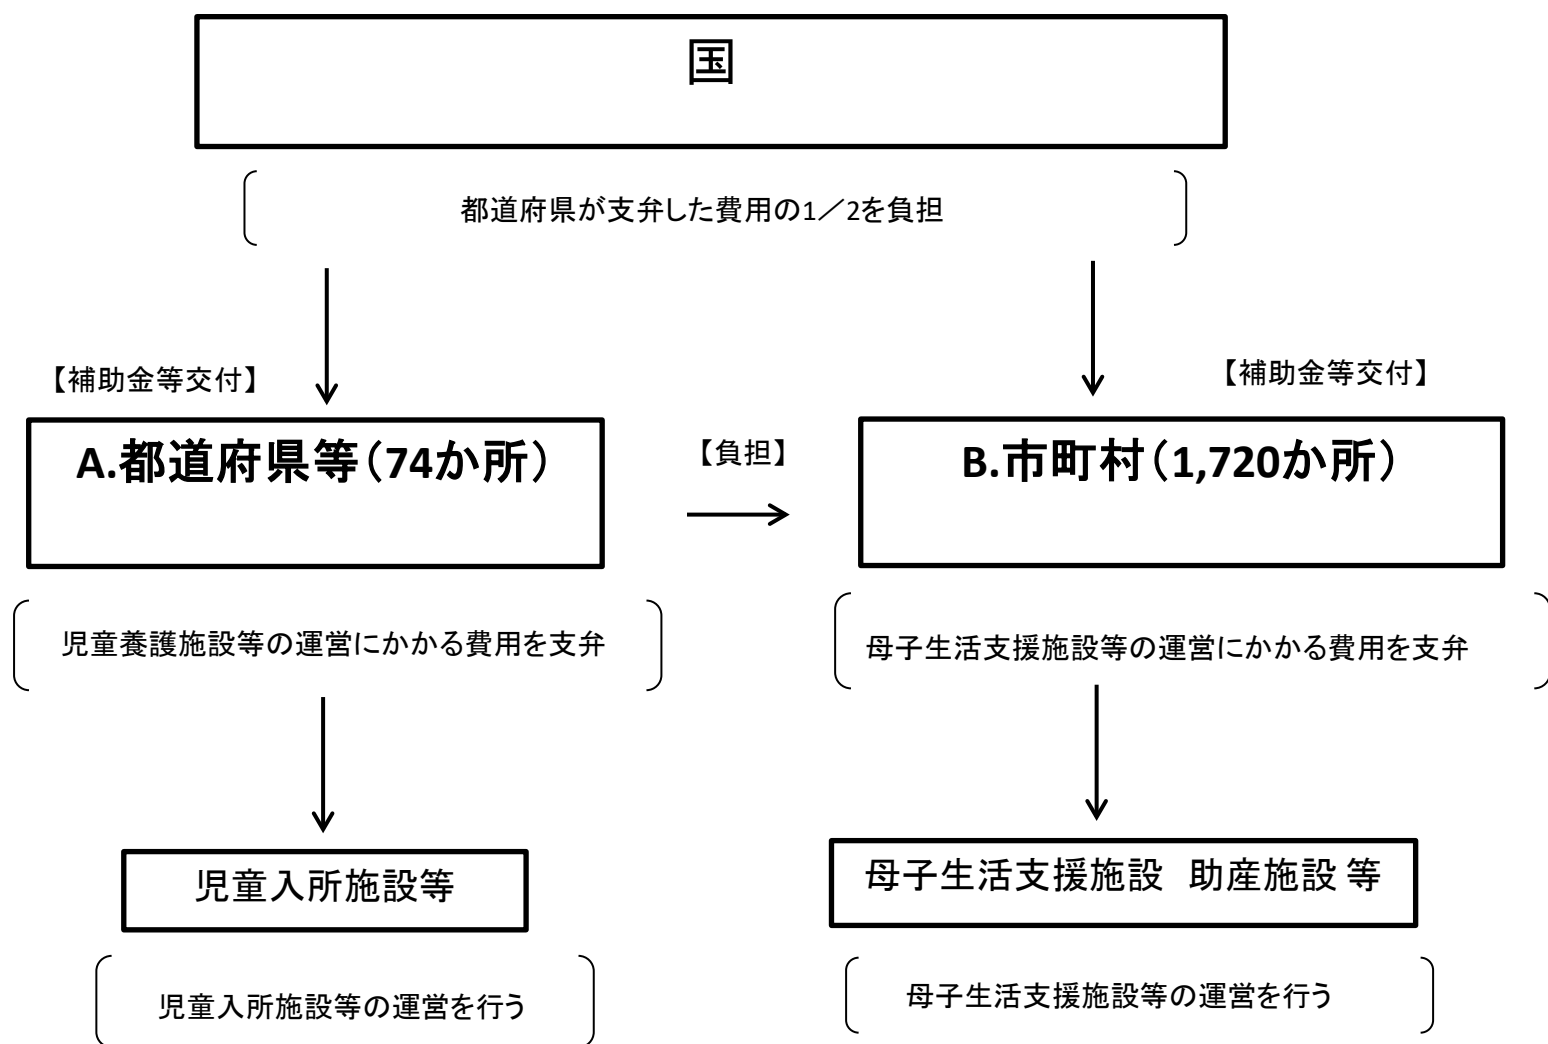 国
都道府県が支弁した費用の1／2を負担
【補助金等交付】
【補助金等交付】
A.都道府県等（74か所）
【負担】
B.市町村（1,720か所）
児童養護施設等の運営にかかる費用を支弁
母子生活支援施設等の運営にかかる費用を支弁
児童入所施設等
母子生活支援施設　助産施設 等
児童入所施設等の運営を行う
母子生活支援施設等の運営を行う